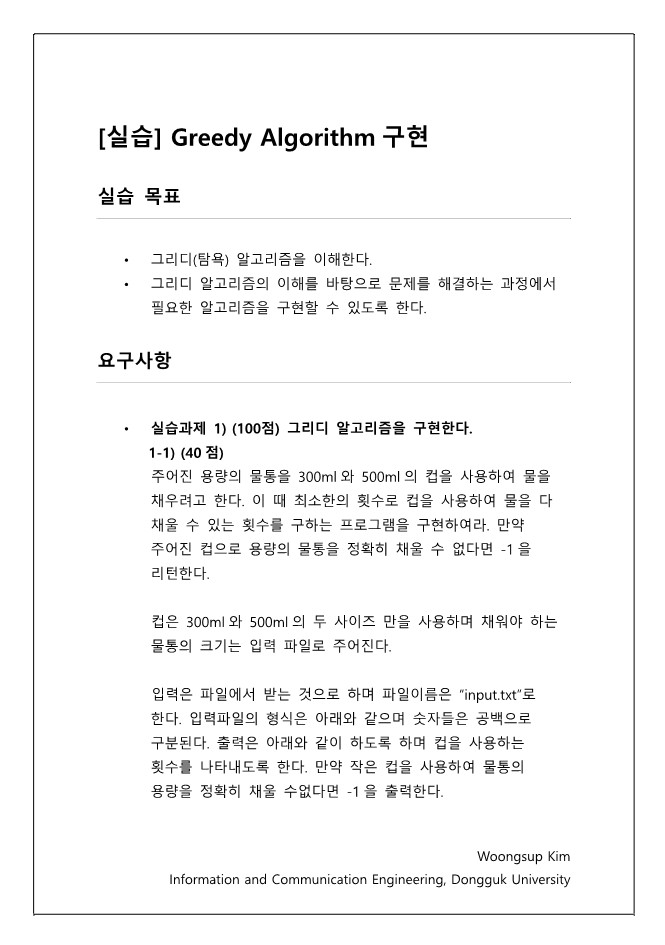 [실습] Greedy Algorithm 구현
실습 목표
• 그리디(탐욕) 알고리즘을 이해한다.
• 그리디 알고리즘의 이해를 바탕으로 문제를 해결하는 과정에서
필요한 알고리즘을 구현할 수 있도록 한다.
요구사항
• 실습과제 1) (100점) 그리디 알고리즘을 구현한다.
1-1) (40 점)
주어진 용량의 물통을 300ml 와 500ml 의 컵을 사용하여 물을
채우려고 한다. 이 때 최소한의 횟수로 컵을 사용하여 물을 다
채울 수 있는 횟수를 구하는 프로그램을 구현하여라. 만약
주어진 컵으로 용량의 물통을 정확히 채울 수 없다면 -1 을
리턴한다.
컵은 300ml 와 500ml 의 두 사이즈 만을 사용하며 채워야 하는
물통의 크기는 입력 파일로 주어진다.
입력은 파일에서 받는 것으로 하며 파일이름은 “input.txt”로
한다. 입력파일의 형식은 아래와 같으며 숫자들은 공백으로
구분된다. 출력은 아래와 같이 하도록 하며 컵을 사용하는
횟수를 나타내도록 한다. 만약 작은 컵을 사용하여 물통의
용량을 정확히 채울 수없다면 -1 을 출력한다.
Woongsup Kim
Information and Communication Engineering, Dongguk University